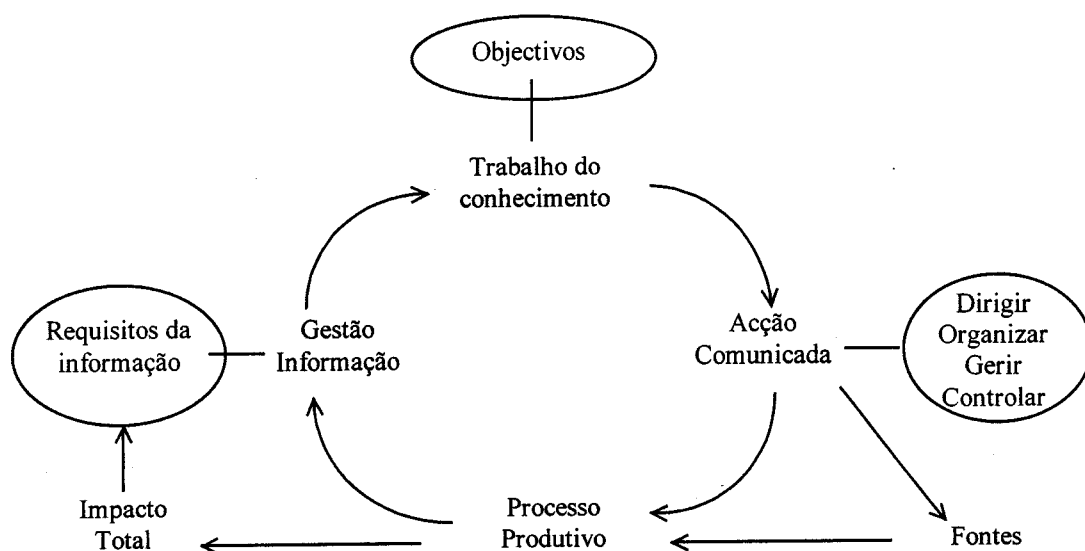 Objectivos
Trabalho do
conhecimento
Requisitos da
informação
Gestão
Informação
Acção
Comunicada
Dirigir
Organizar
Gerir
Controlar
Impacto
Total
Processo
Produtivo
Fontes